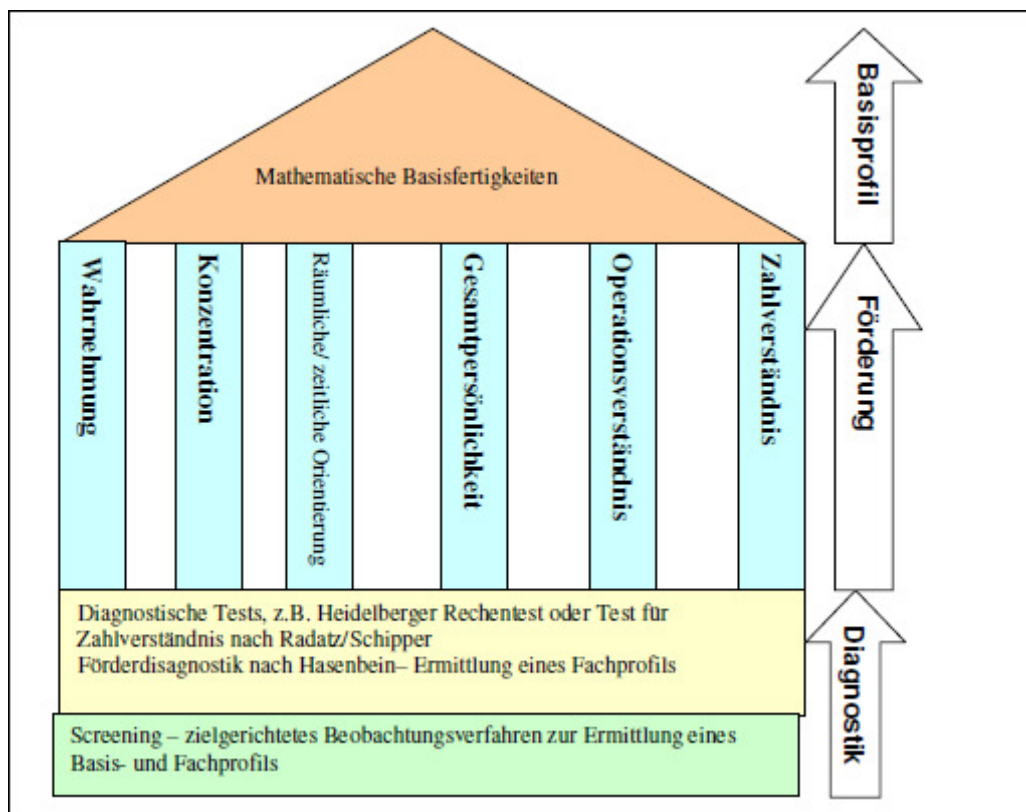 Mathematische Basisfertigkeiten
Basisprofil
Wahrnehmung
Konzentration
Räumliche/ zeitliche Orientierung
Gesamtpersönlichkeit
Operationsverständnis
Zahlverständnis
Förderung
Diagnostische Tests, z.B. Heidelberger Rechentest oder Test für
Zahlverständnis nach Radatz/Schipper
Förderdisagnostik nach Hasenbein– Ermittlung eines Fachprofils
Diagnostik
Screening – zielgerichtetes Beobachtungsverfahren zur Ermittlung eines
Basis- und Fachprofils